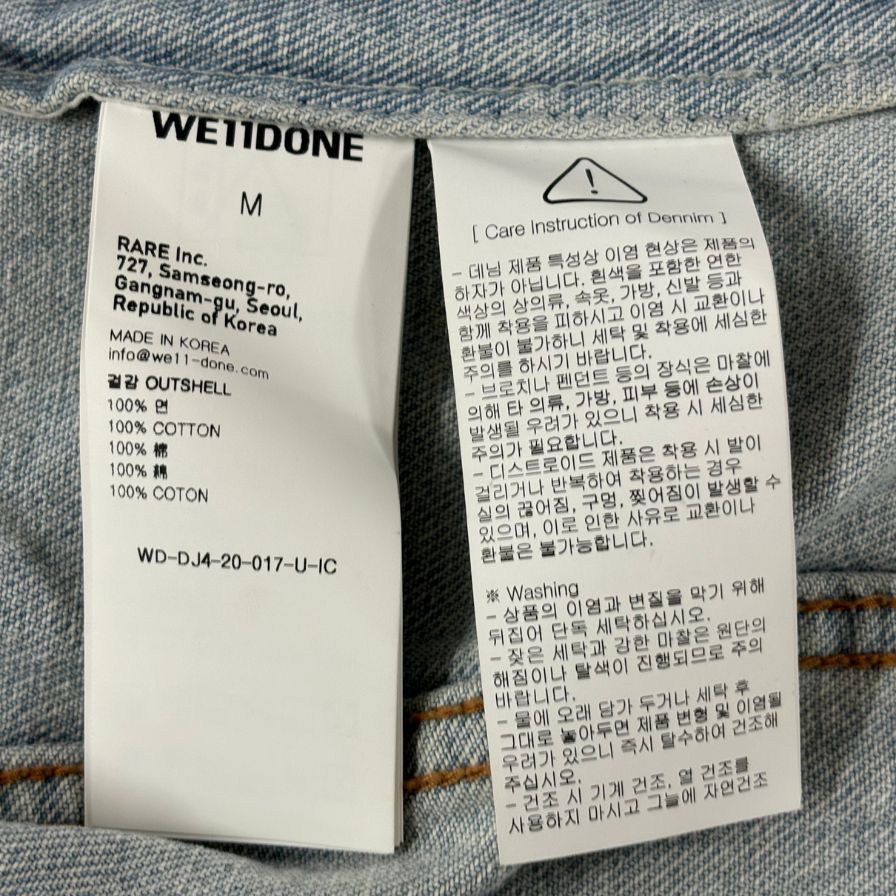 WE11DONE
M
RARE Inc.
727, Samseong-ro,
Gangnam-gu, Seoul,
Republic of Korea
MADE IN KOREA
info@we11-done.com
겉감 OUTSHELL
100% 면
100% COTTON
100% 棉
100% 綿
100% COTON
WD-DJ4-20-017-U-IC
!
[ Care Instruction of Dennim ]
- 데님 제품 특성상 이염 현상은 제품의
하자가 아닙니다. 흰색을 포함한 연한
색상의 상의류, 속옷, 가방, 신발 등과
함께 착용을 피하시고 이염 시 교환이나
환불이 불가하니 세탁 및 착용에 세심한
주의를 하시기 바랍니다.
- 브로치나 펜던트 등의 장식은 마찰에
의해 타 의류, 가방, 피부 등에 손상이
발생될 우려가 있으니 착용 시 세심한
주의가 필요합니다.
- 디스트로이드 제품은 착용 시 발이
걸리거나 반복하여 착용하는 경우
실의 끊어짐, 구멍, 찢어짐이 발생할 수
있으며, 이로 인한 사유로 교환이나
환불은 불가능합니다.
※ Washing
- 상품의 이염과 변질을 막기 위해
뒤집어 단독 세탁하십시오.
- 잦은 세탁과 강한 마찰은 원단의
해짐이나 탈색이 진행되므로 주의
바랍니다.
- 물에 오래 담가 두거나 세탁 후
그대로 놓아두면 제품 변형 및 이염될
우려가 있으니 즉시 탈수하여 건조해
주십시오.
- 건조 시 기계 건조, 열 건조를
사용하지 마시고 그늘에 자연건조